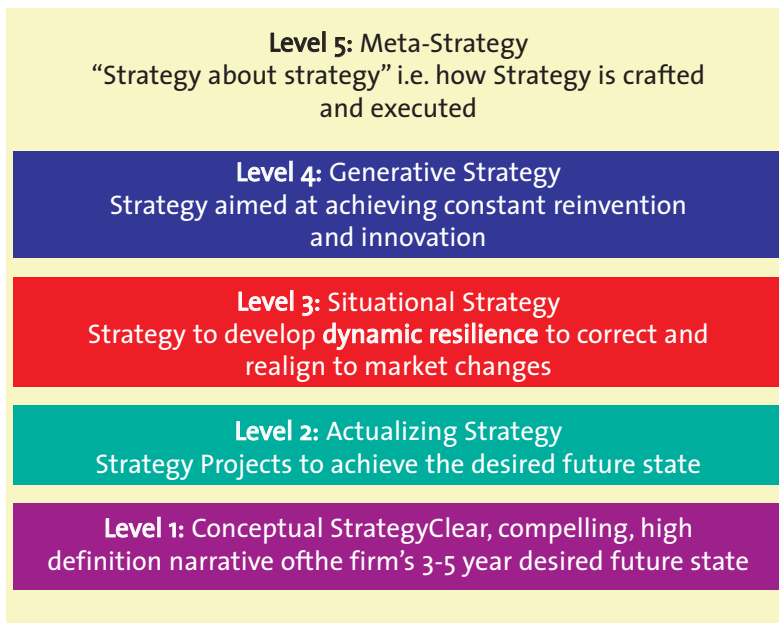 Level 5: Meta-Strategy
“Strategy about strategy” i.e. how Strategy is crafted
and executed
Level 4: Generative Strategy
Strategy aimed at achieving constant reinvention
and innovation
Level 3: Situational Strategy
Strategy to develop dynamic resilience to correct and
realign to market changes
Level 2: Actualizing Strategy
Strategy Projects to achieve the desired future state
Level 1: Conceptual StrategyClear, compelling, high
definition narrative ofthe firm’s 3-5 year desired future state